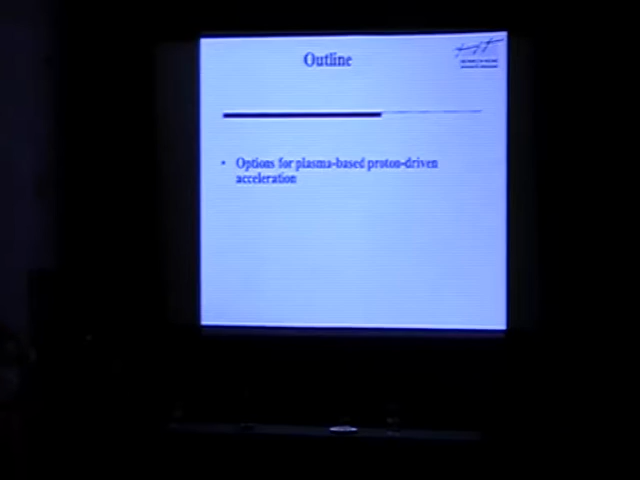 Outline
• Options for plasma-based proton-driven
acceleration